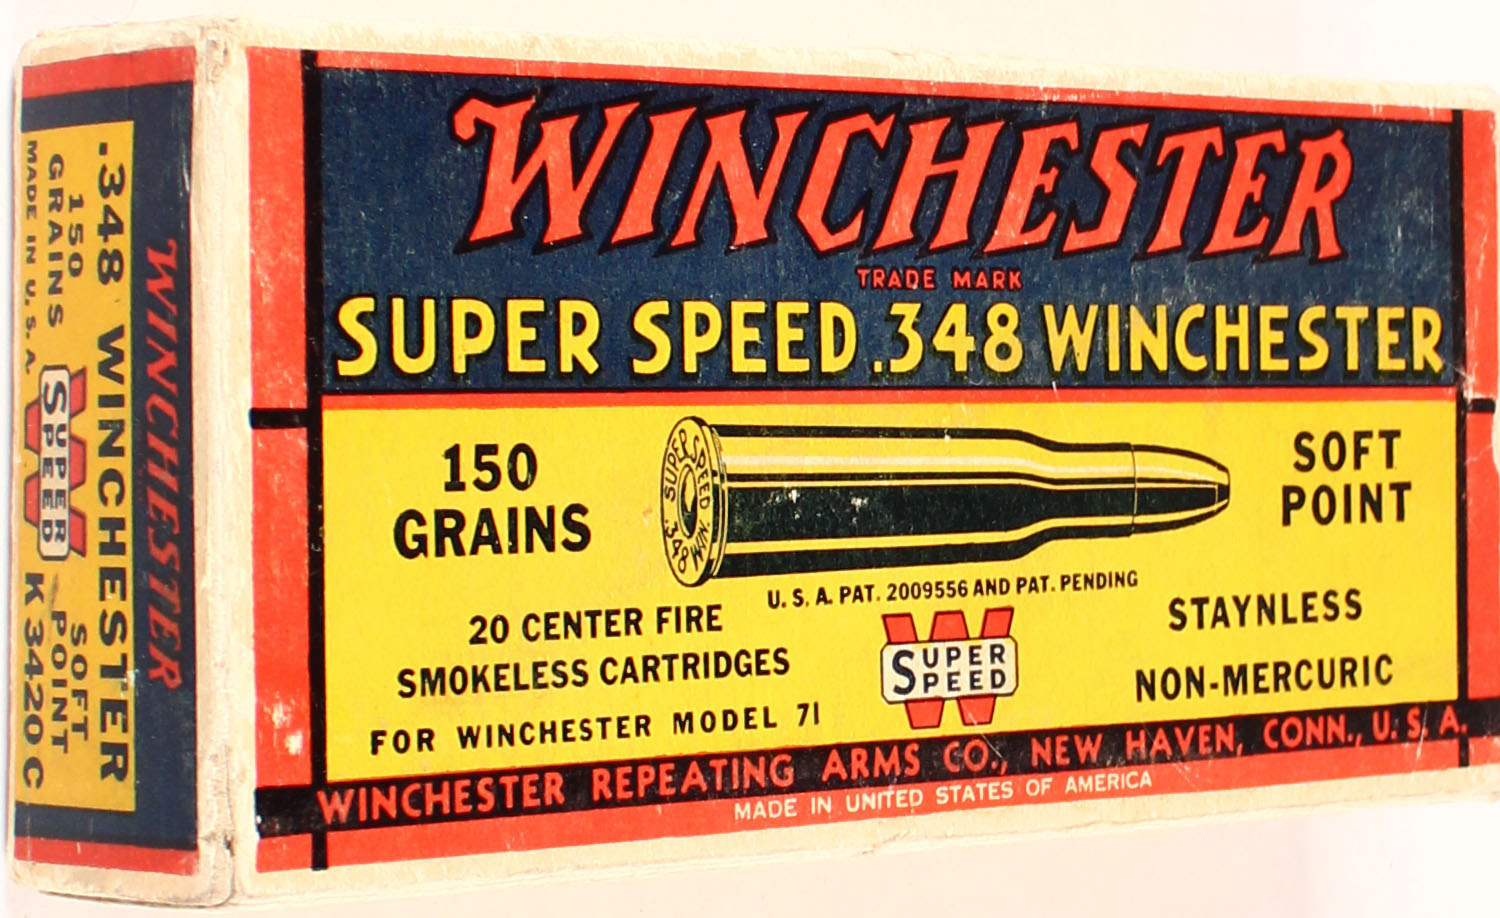 WINCHESTER
TRADE MARK
SUPER SPEED .348 WINCHESTER
150
GRAINS
SUPER SPEED
.348 WIN.
SOFT
POINT
U. S. A. PAT. 2009556 AND PAT. PENDING
20 CENTER FIRE
SMOKELESS CARTRIDGES
FOR WINCHESTER MODEL 71
W
SUPER
SPEED
STAYNLESS
NON-MERCURIC
WINCHESTER REPEATING ARMS CO., NEW HAVEN, CONN., U. S. A.
MADE IN UNITED STATES OF AMERICA
WINCHESTER
.348 WINCHESTER
150
GRAINS
MADE IN U. S. A.
W
SUPER
SPEED
SOFT
POINT
K 3420 C